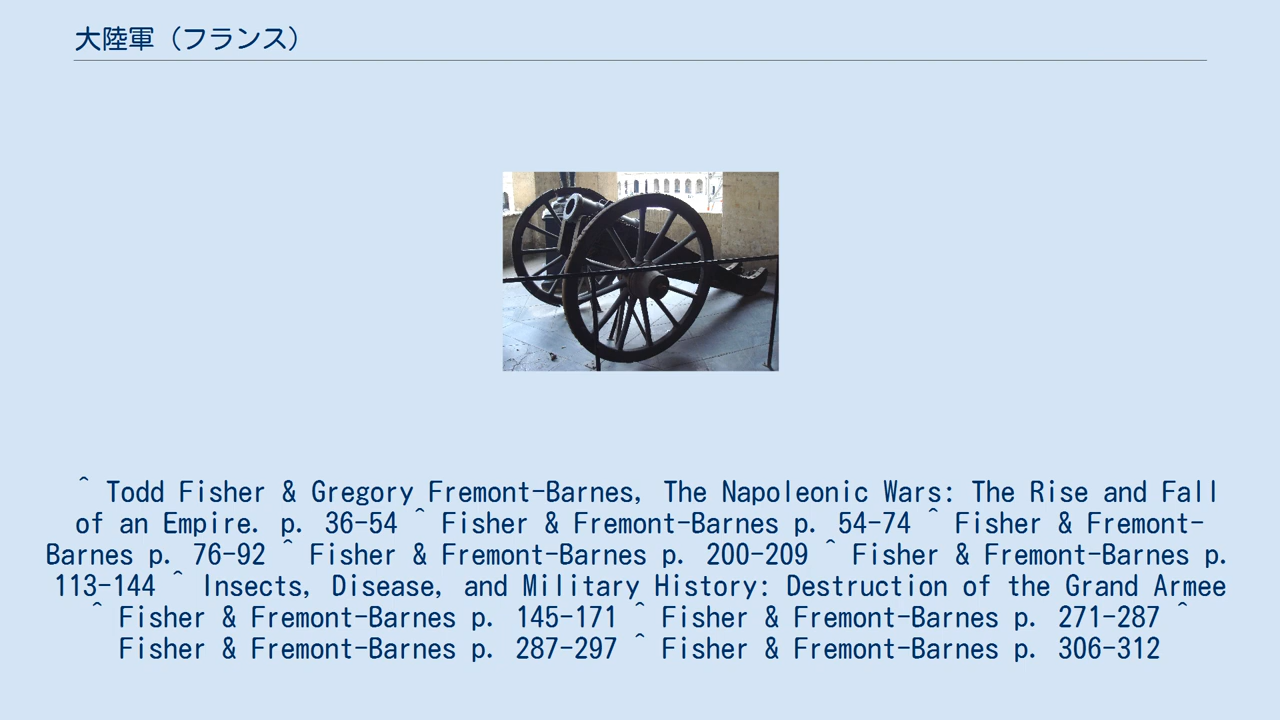 大陸軍（フランス）
^ Todd Fisher & Gregory Fremont-Barnes, The Napoleonic Wars: The Rise and Fall
of an Empire. p. 36-54 ^ Fisher & Fremont-Barnes p. 54-74 ^ Fisher & Fremont-
Barnes p. 76-92 ^ Fisher & Fremont-Barnes p. 200-209 ^ Fisher & Fremont-Barnes p.
113-144 ^ Insects, Disease, and Military History: Destruction of the Grand Armee
^ Fisher & Fremont-Barnes p. 145-171 ^ Fisher & Fremont-Barnes p. 271-287 ^
Fisher & Fremont-Barnes p. 287-297 ^ Fisher & Fremont-Barnes p. 306-312